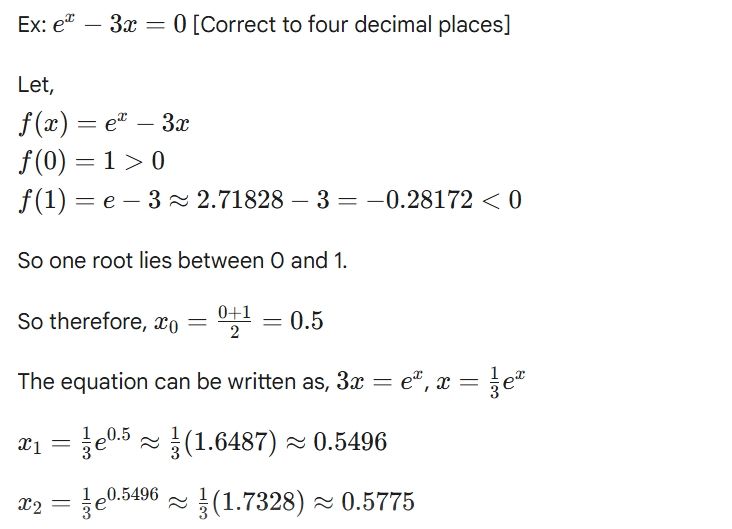 Ex: $e^x - 3x = 0$ [Correct to four decimal places]
Let,
$f(x) = e^x - 3x$
$f(0) = 1 > 0$
$f(1) = e - 3 \approx 2.71828 - 3 = -0.28172 < 0$
So one root lies between 0 and 1.
So therefore, $x_0 = \frac{0+1}{2} = 0.5$
The equation can be written as, $3x = e^x, x = \frac{1}{3}e^x$
$x_1 = \frac{1}{3}e^{0.5} \approx \frac{1}{3}(1.6487) \approx 0.5496$
$x_2 = \frac{1}{3}e^{0.5496} \approx \frac{1}{3}(1.7328) \approx 0.5775$